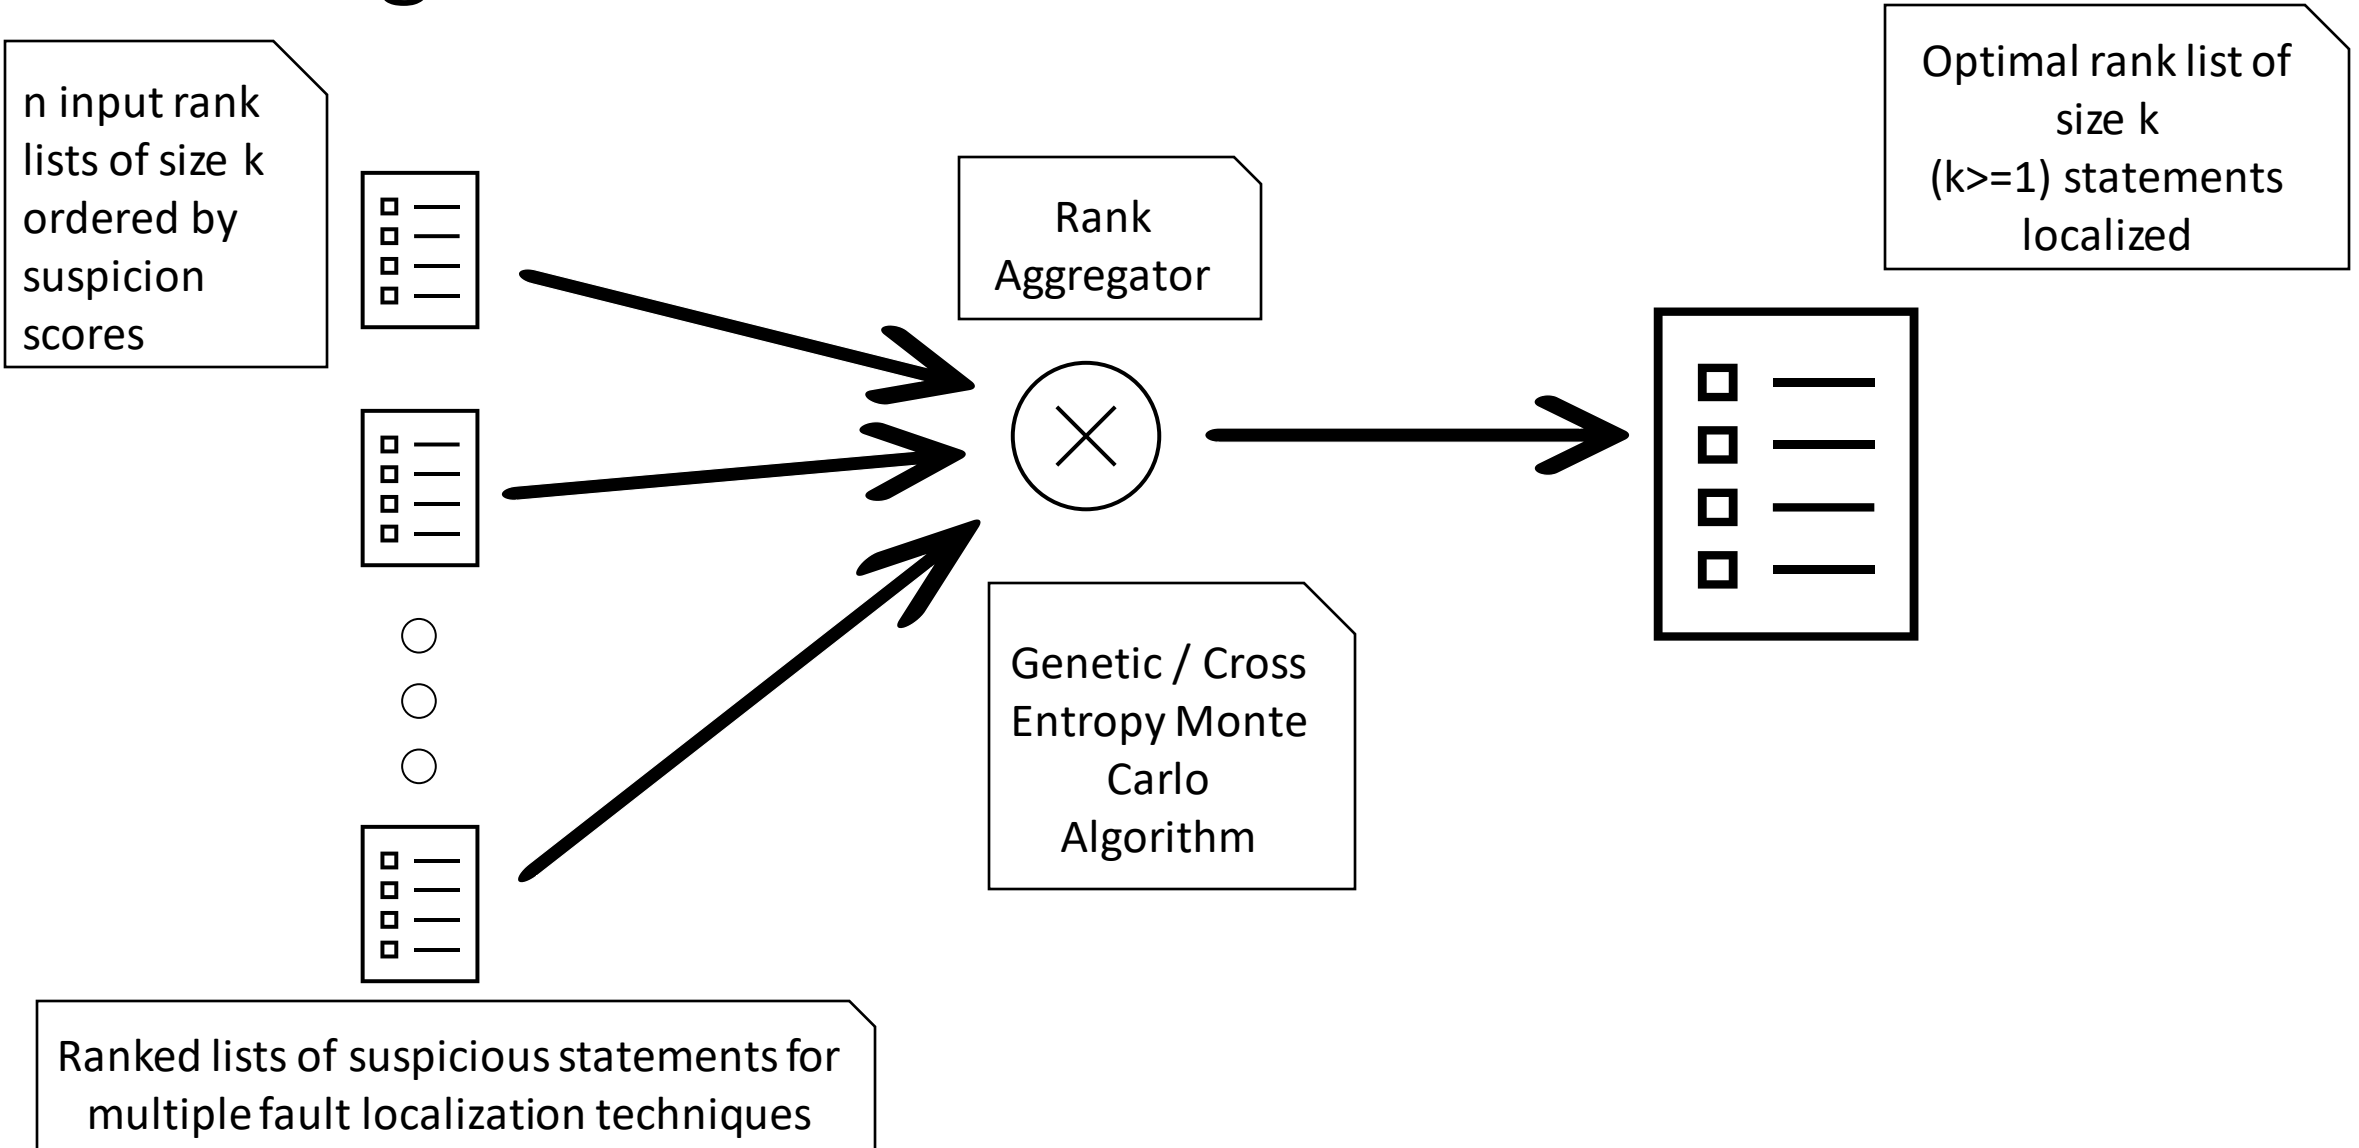 n input rank
lists of size k
ordered by
suspicion
scores
Rank
Aggregator
Optimal rank list of
size k
(k>=1) statements
localized
Genetic / Cross
Entropy Monte
Carlo
Algorithm
Ranked lists of suspicious statements for
multiple fault localization techniques